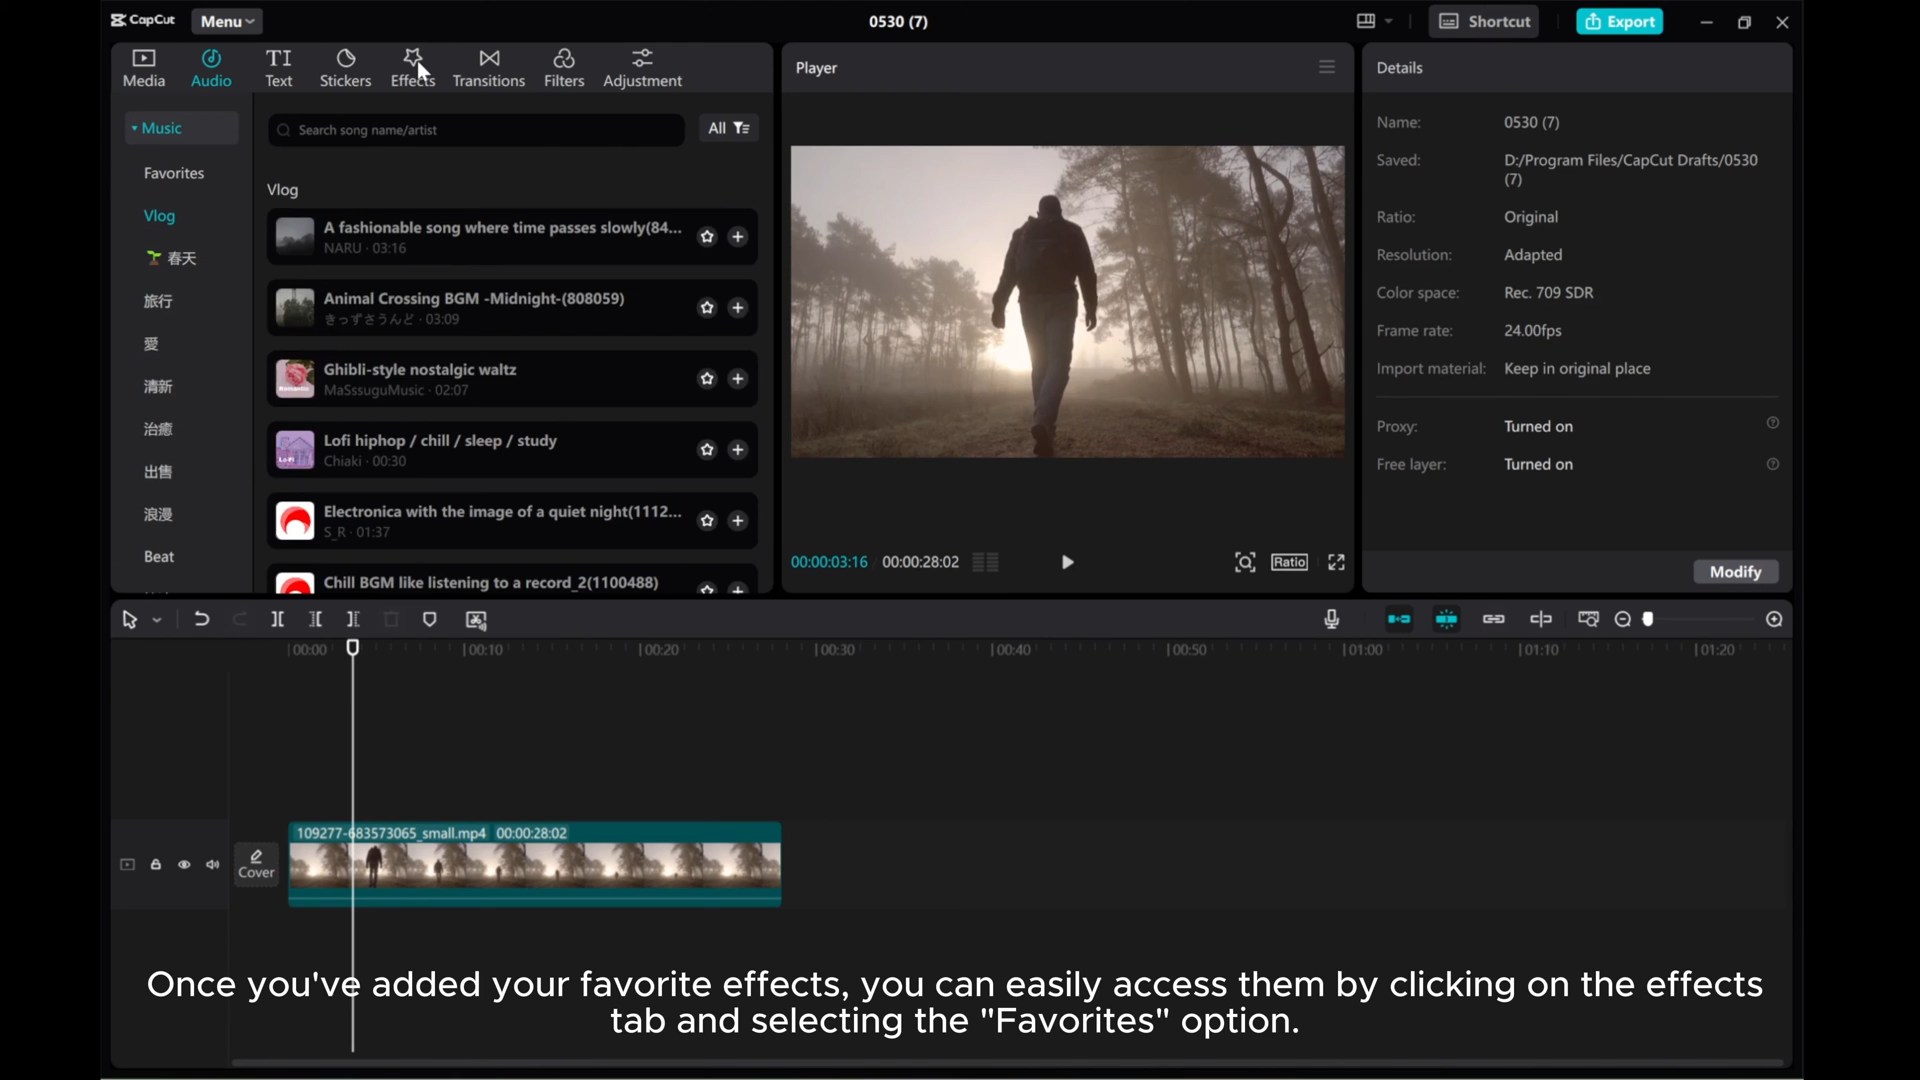 CapCut
Menu
0530 (7)
Shortcut
Export
Media
Audio
TI
Text
Stickers
Effects
Transitions
Filters
Adjustment
Music
Favorites
Vlog
春天
旅行
愛
清新
治癒
出售
浪漫
Beat
Search song name/artist
All
Vlog
A fashionable song where time passes slowly(84...
NARU · 03:16
Animal Crossing BGM -Midnight-(808059)
きっずさうんど · 03:09
Ghibli-style nostalgic waltz
MaSssuguMusic · 02:07
Lofi hiphop / chill / sleep / study
Chiaki · 00:30
Electronica with the image of a quiet night(1112...
S_R · 01:37
Chill BGM like listening to a record_2(1100488)
Player
00:00:03:16 / 00:00:28:02
Ratio
Details
Name: 0530 (7)
Saved: D:/Program Files/CapCut Drafts/0530
(7)
Ratio: Original
Resolution: Adapted
Color space: Rec. 709 SDR
Frame rate: 24.00fps
Import material: Keep in original place
Proxy: Turned on
Free layer: Turned on
Modify
00:00 00:10 00:20 00:30 00:40 00:50 01:00 01:10 01:20
109277-683573065_small.mp4 00:00:28:02
Cover
Once you've added your favorite effects, you can easily access them by clicking on the effects
tab and selecting the "Favorites" option.